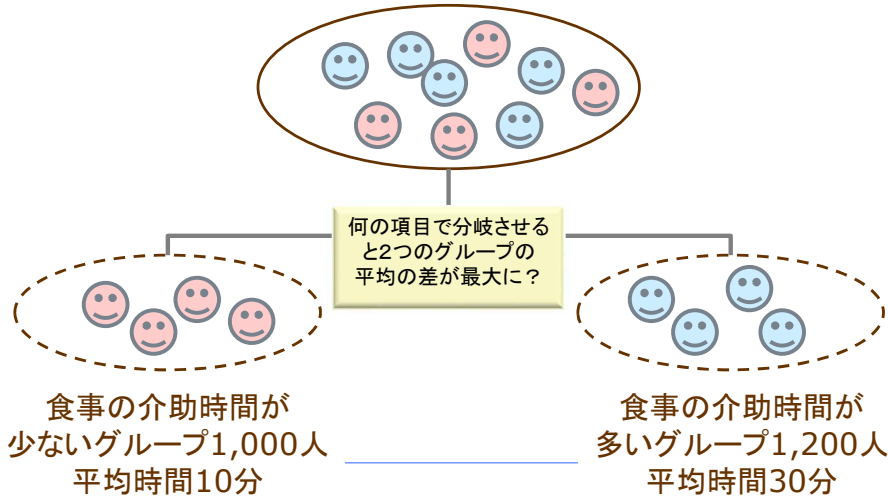 何の項目で分岐させる
と2つのグループの
平均の差が最大に？
食事の介助時間が
少ないグループ1,000人
平均時間10分
食事の介助時間が
多いグループ1,200人
平均時間30分